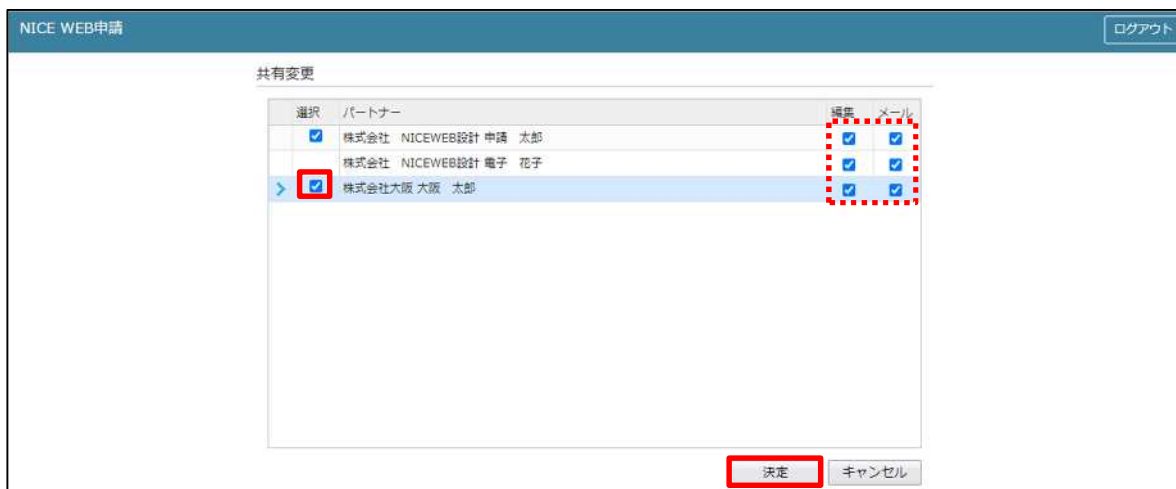 NICE WEB申請 ログアウト
共有変更
選択 パートナー 編集 メール
株式会社 NICEWEB設計 申請 太郎
株式会社 NICEWEB設計 電子 花子
株式会社大阪 大阪 太郎
決定 キャンセル